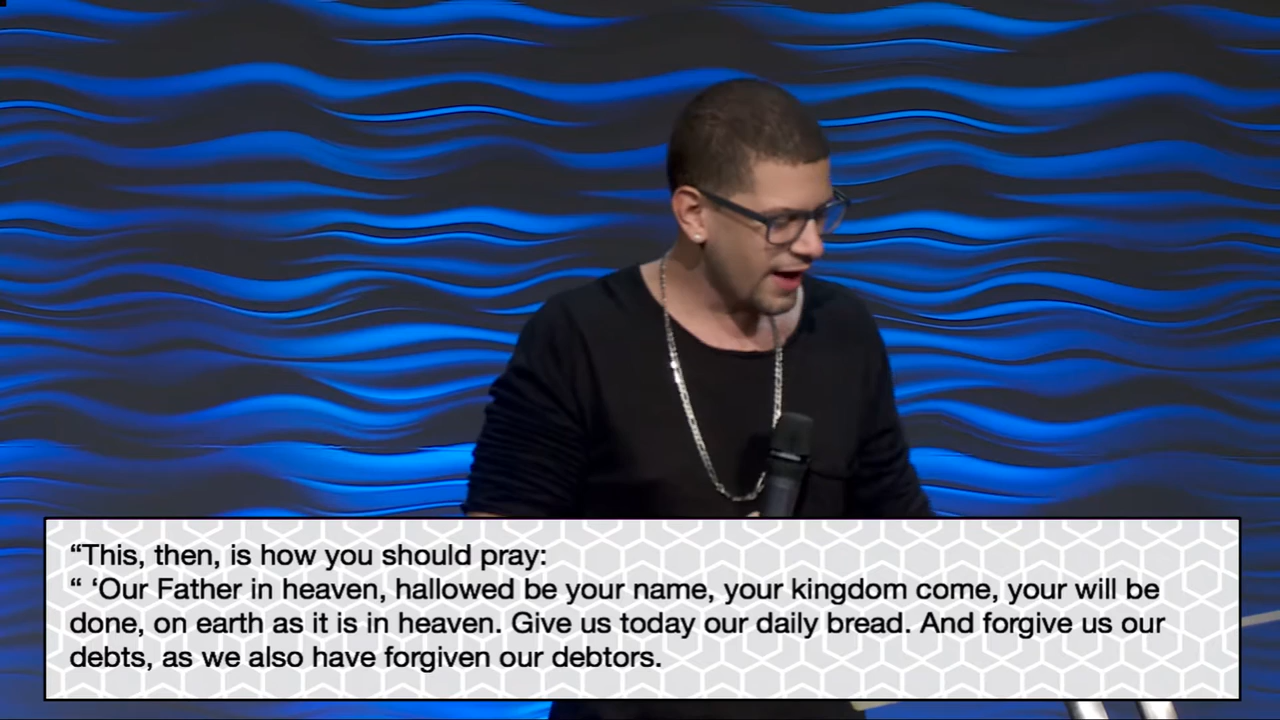 “This, then, is how you should pray:
“ ‘Our Father in heaven, hallowed be your name, your kingdom come, your will be
done, on earth as it is in heaven. Give us today our daily bread. And forgive us our
debts, as we also have forgiven our debtors.